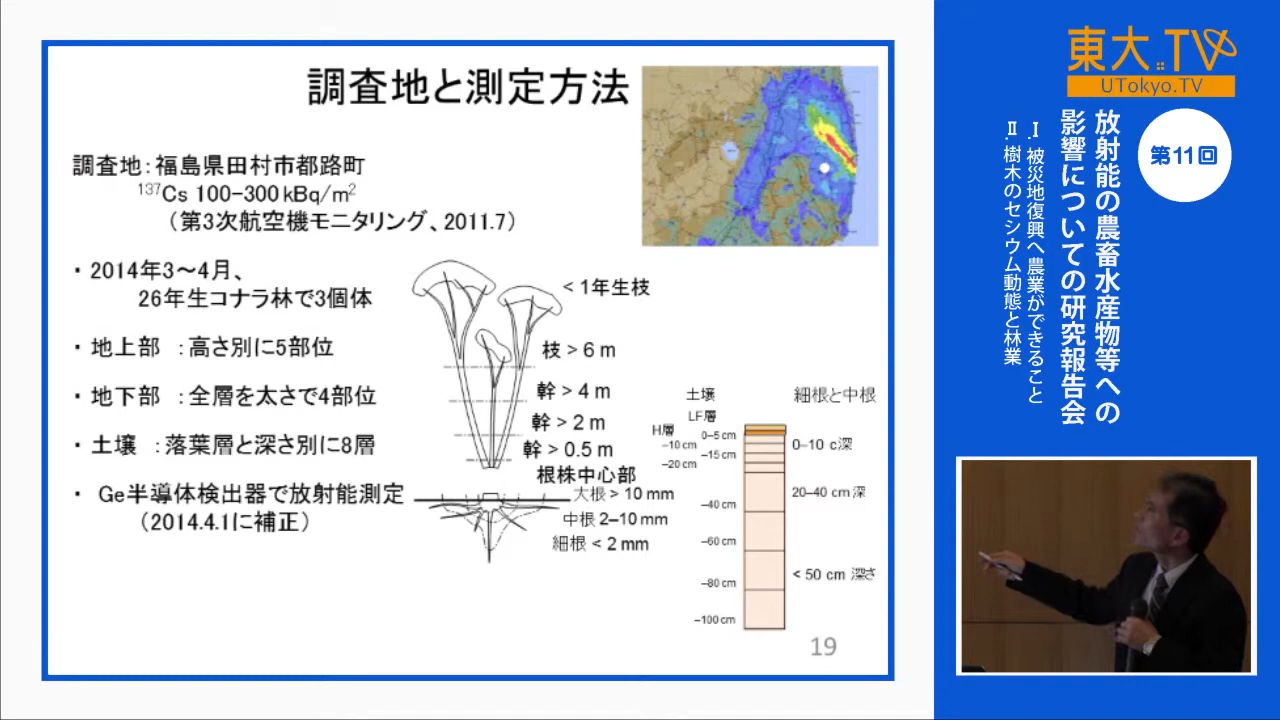 調査地と測定方法
調査地：福島県田村市都路町
¹³⁷Cs 100−300 kBq/m²
（第3次航空機モニタリング、2011.7）
・2014年3〜4月、
26年生コナラ林で3個体
・地上部 ：高さ別に5部位
・地下部 ：全層を太さで4部位
・土壌 ：落葉層と深さ別に8層
・ Ge半導体検出器で放射能測定
（2014.4.1に補正）
< 1年生枝
枝 > 6 m
幹 > 4 m
幹 > 2 m
幹 > 0.5 m
根株中心部
大根 > 10 mm
中根 2–10 mm
細根 < 2 mm
土壌
LF層
H層
0–5 cm
–10 cm
–15 cm
–20 cm
–40 cm
–60 cm
–80 cm
–100 cm
細根と中根
0–10 c深
20–40 cm 深
< 50 cm 深さ
19
東大.TV
UTokyo.TV
第11回
放射能の農畜水産物等への
影響についての研究報告会
Ⅰ.被災地復興へ農業ができること
Ⅱ.樹木のセシウム動態と林業